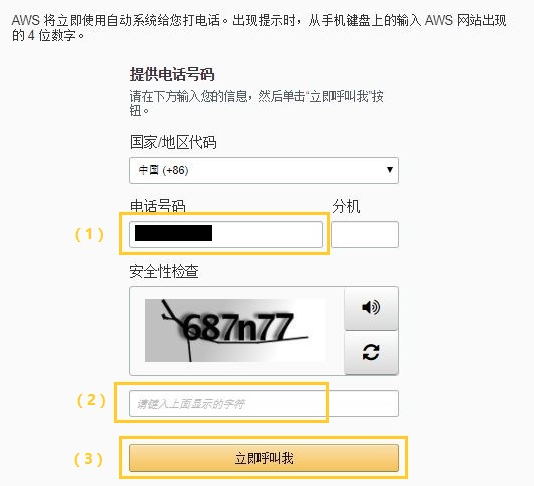 AWS 将立即使用自动系统给您打电话。出现提示时，从手机键盘上的输入 AWS 网站出现
的 4 位数字。
提供电话号码
请在下方输入您的信息，然后单击“立即呼叫我”按
钮。
国家/地区代码
中国 (+86)
电话号码 分机
（1）
安全性检查
687n77
（2） 请键入上面显示的字符
（3） 立即呼叫我